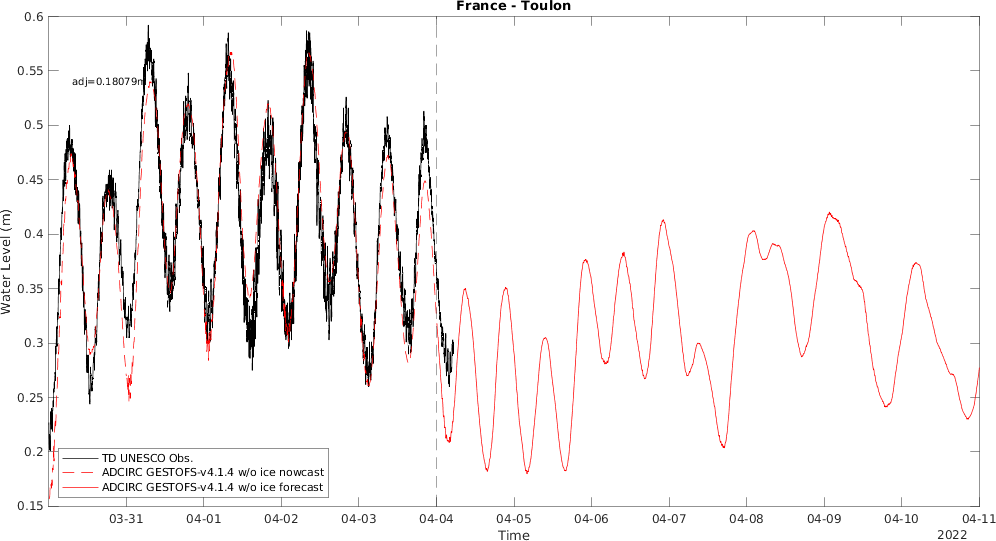 France - Toulon
0.6
0.55
adj=0.18079m
0.5
0.45
0.4
Water Level (m)
0.35
0.3
0.25
0.2
TD UNESCO Obs.
ADCIRC GESTOFS-v4.1.4 w/o ice nowcast
ADCIRC GESTOFS-v4.1.4 w/o ice forecast
0.15
03-31 04-01 04-02 04-03 04-04 04-05 04-06 04-07 04-08 04-09 04-10 04-11
Time
2022